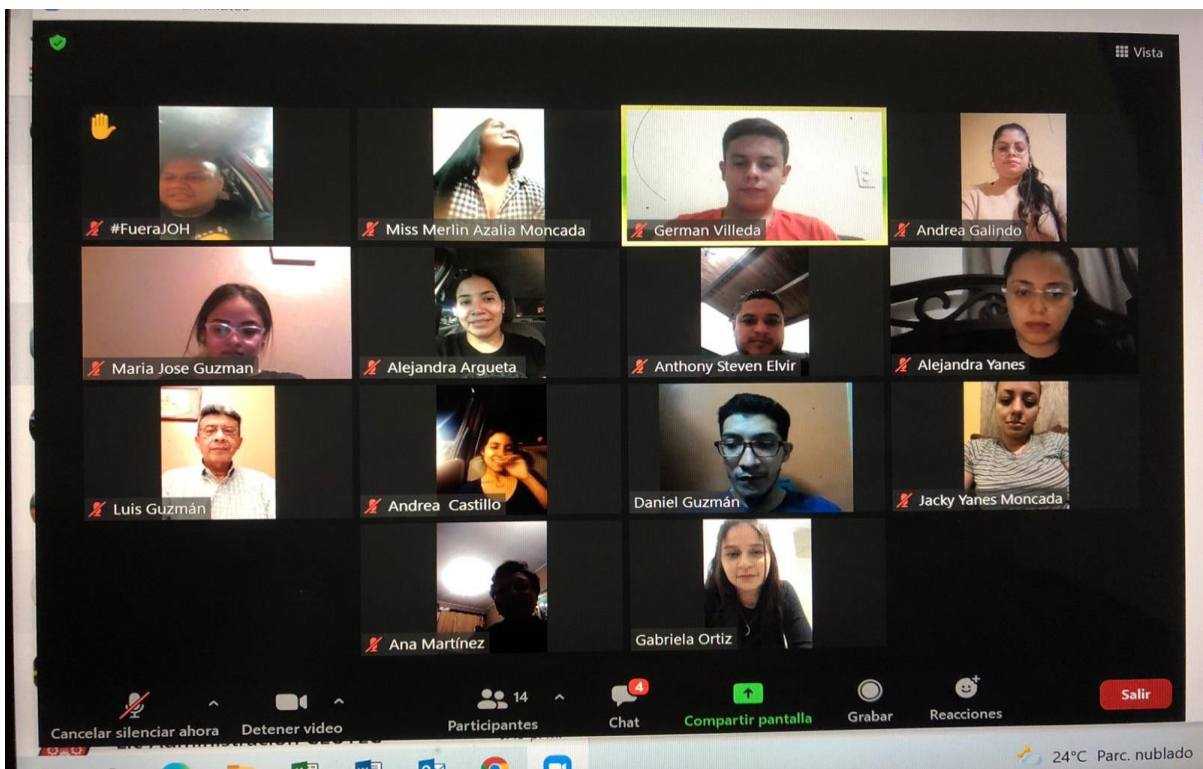 Vista
#FueraJOH
Miss Merlin Azalia Moncada
German Villeda
Andrea Galindo
Maria Jose Guzman
Alejandra Argueta
Anthony Steven Elvir
Alejandra Yanes
Luis Guzmán
Andrea Castillo
Daniel Guzmán
Jacky Yanes Moncada
Ana Martínez
Gabriela Ortiz
Cancelar silenciar ahora
Detener video
14
Participantes
4
Chat
Compartir pantalla
Grabar
Reacciones
Salir
24°C Parc. nublado